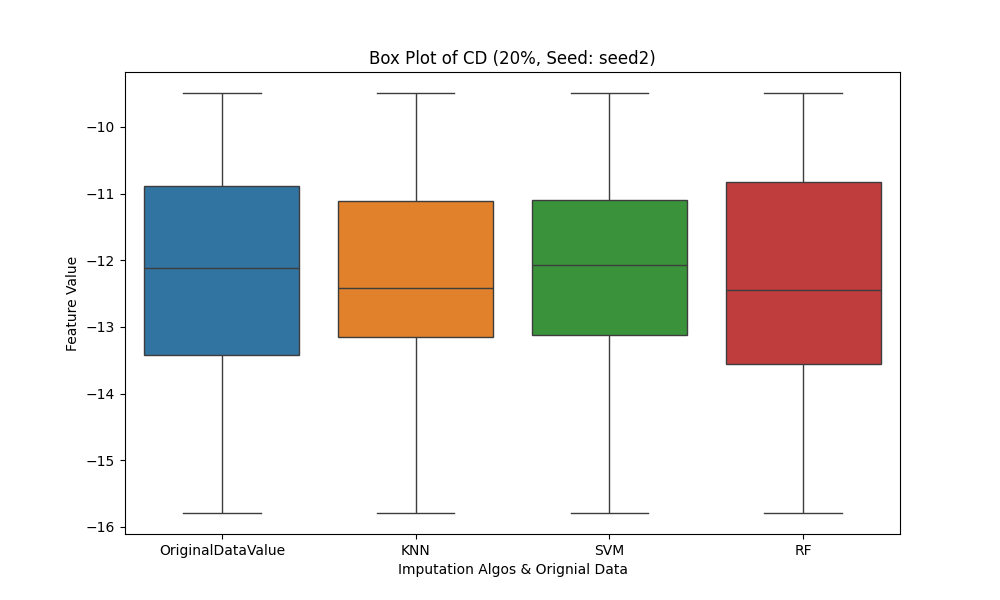 Box Plot of CD (20%, Seed: seed2)
Feature Value
−10
−11
−12
−13
−14
−15
−16
OriginalDataValue KNN SVM RF
Imputation Algos & Orignial Data